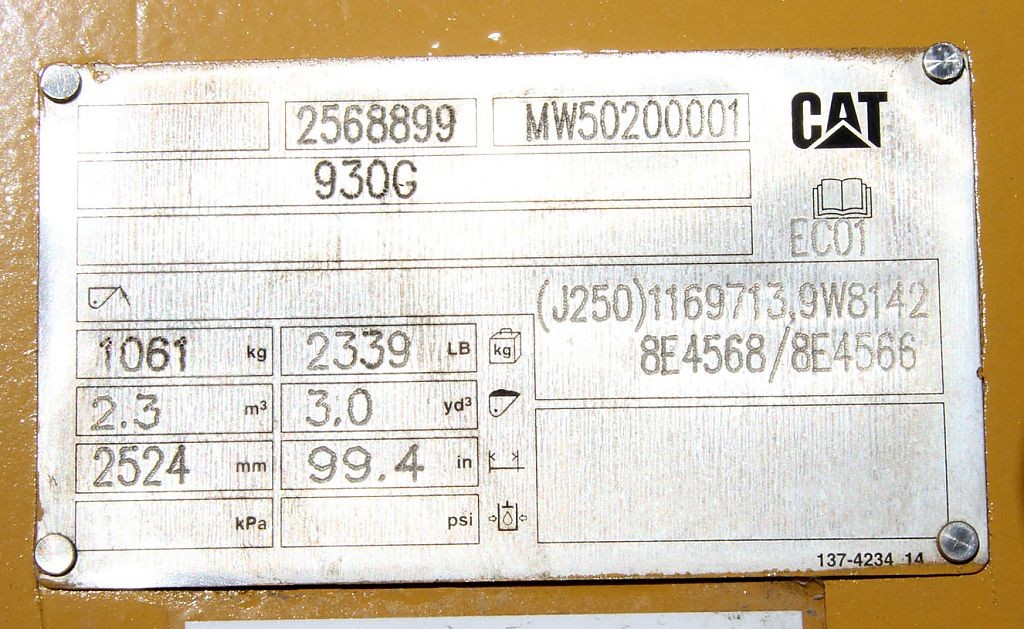 2568899 MW50200001 CAT
930G
EC01
(J250)1169713,9W8142
8E4568/8E4566
1061 kg 2339 LB kg
2.3 m³ 3.0 yd³
2524 mm 99.4 in
kPa psi
137-4234 14